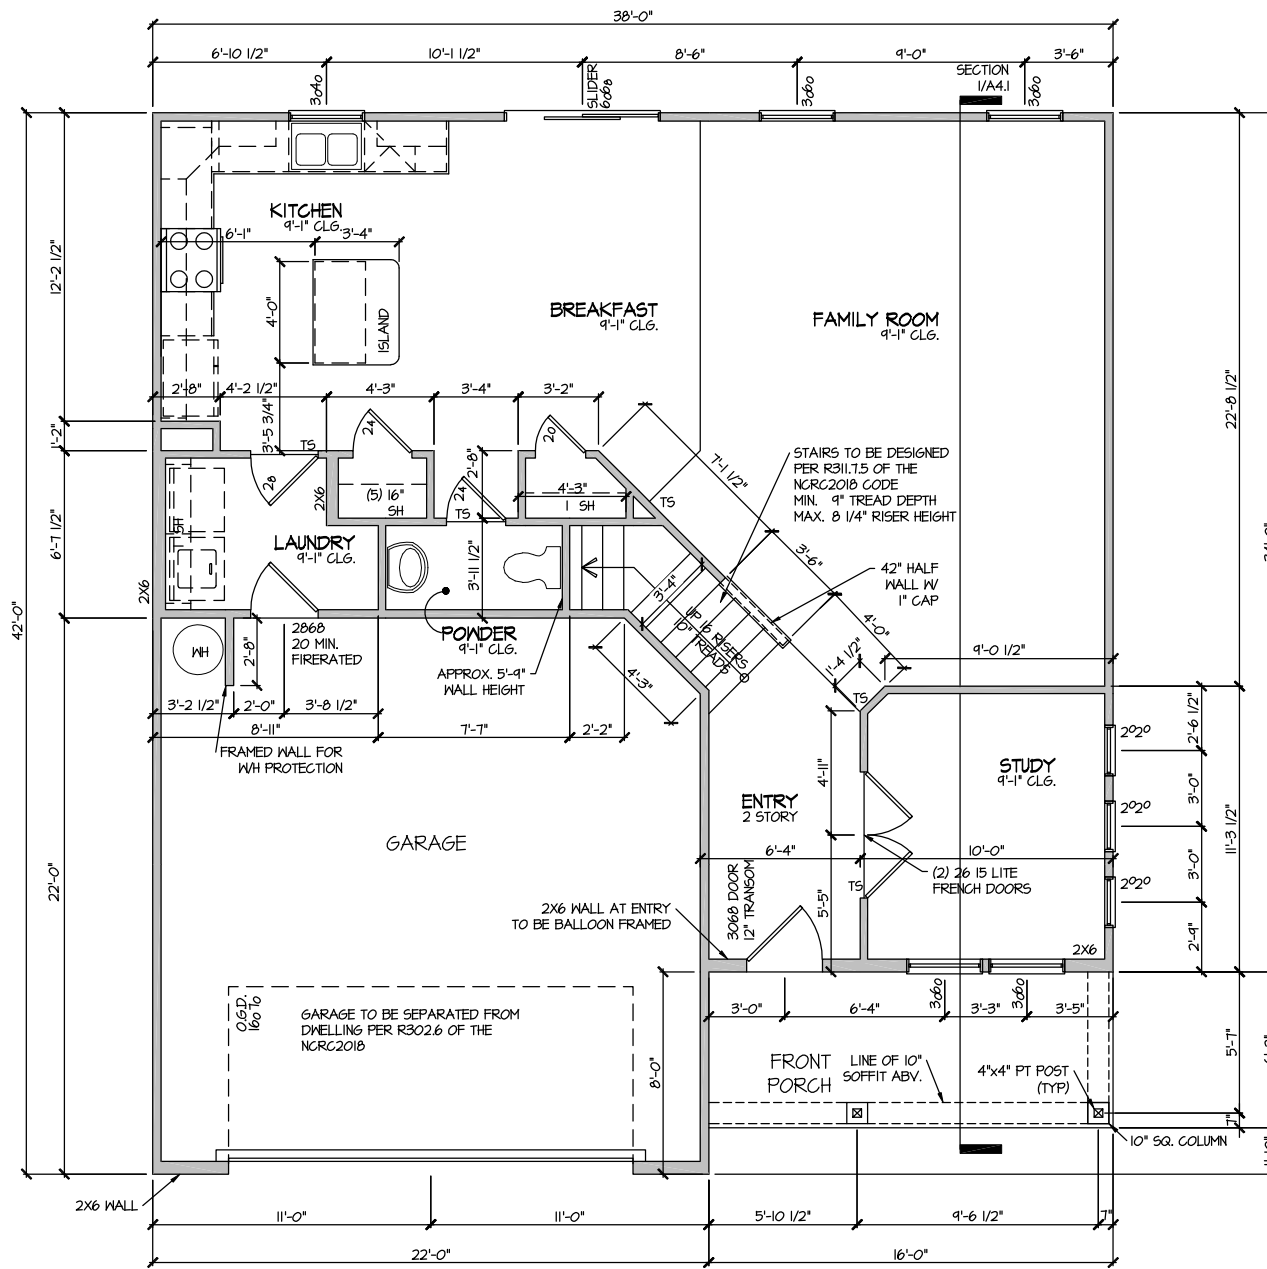 38'-0"
6'-10 1/2"
10'-1 1/2"
8'-6"
9'-0"
3'-6"
SECTION
1/A4.1
3040
SLIDER
6068
3060
3060
KITCHEN
9'-1" CLG.
6'-1"
3'-4"
12'-2 1/2"
4'-0"
ISLAND
BREAKFAST
9'-1" CLG.
FAMILY ROOM
9'-1" CLG.
22'-8 1/2"
2'-8"
4'-2 1/2"
4'-3"
3'-4"
3'-2"
1'-2"
3'-5 3/4"
TS
24
20
2'-8"
7'-1 1/2"
STAIRS TO BE DESIGNED
PER R311.7.5 OF THE
NCRC2018 CODE
MIN. 9" TREAD DEPTH
MAX. 8 1/4" RISER HEIGHT
28
2X6
(5) 16"
SH
24
TS
4'-3"
1 SH
TS
SH
6'-7 1/2"
LAUNDRY
9'-1" CLG.
3'-11 1/2"
3'-4"
3'-6"
42" HALF
WALL W/
1" CAP
2X6
42'-0"
UP 16 RISERS
10" TREADS
4'-0"
WH
2'-8"
2868
20 MIN.
FIRERATED
POWDER
9'-1" CLG.
APPROX. 5'-9"
WALL HEIGHT
4'-3"
1'-4 1/2"
9'-0 1/2"
TS
3'-2 1/2"
2'-0"
3'-8 1/2"
8'-11"
7'-7"
2'-2"
FRAMED WALL FOR
W/H PROTECTION
2020
2'-6 1/2"
STUDY
9'-1" CLG.
4'-11"
3'-0"
ENTRY
2 STORY
2020
11'-3 1/2"
GARAGE
6'-4"
10'-0"
3'-0"
22'-0"
(2) 26 15 LITE
FRENCH DOORS
TS
2020
3068 DOOR
12" TRANSOM
5'-5"
2X6 WALL AT ENTRY
TO BE BALLOON FRAMED
2'-9"
2X6
O.G.D.
160 70
GARAGE TO BE SEPARATED FROM
DWELLING PER R302.6 OF THE
NCRC2018
3060
3060
3'-0"
6'-4"
3'-3"
3'-5"
8'-0"
FRONT
PORCH
LINE OF 10"
SOFFIT ABV.
4"x4" PT POST
(TYP)
5'-7"
7"
10" SQ. COLUMN
2X6 WALL
11'-0"
11'-0"
5'-10 1/2"
9'-6 1/2"
7"
22'-0"
16'-0"